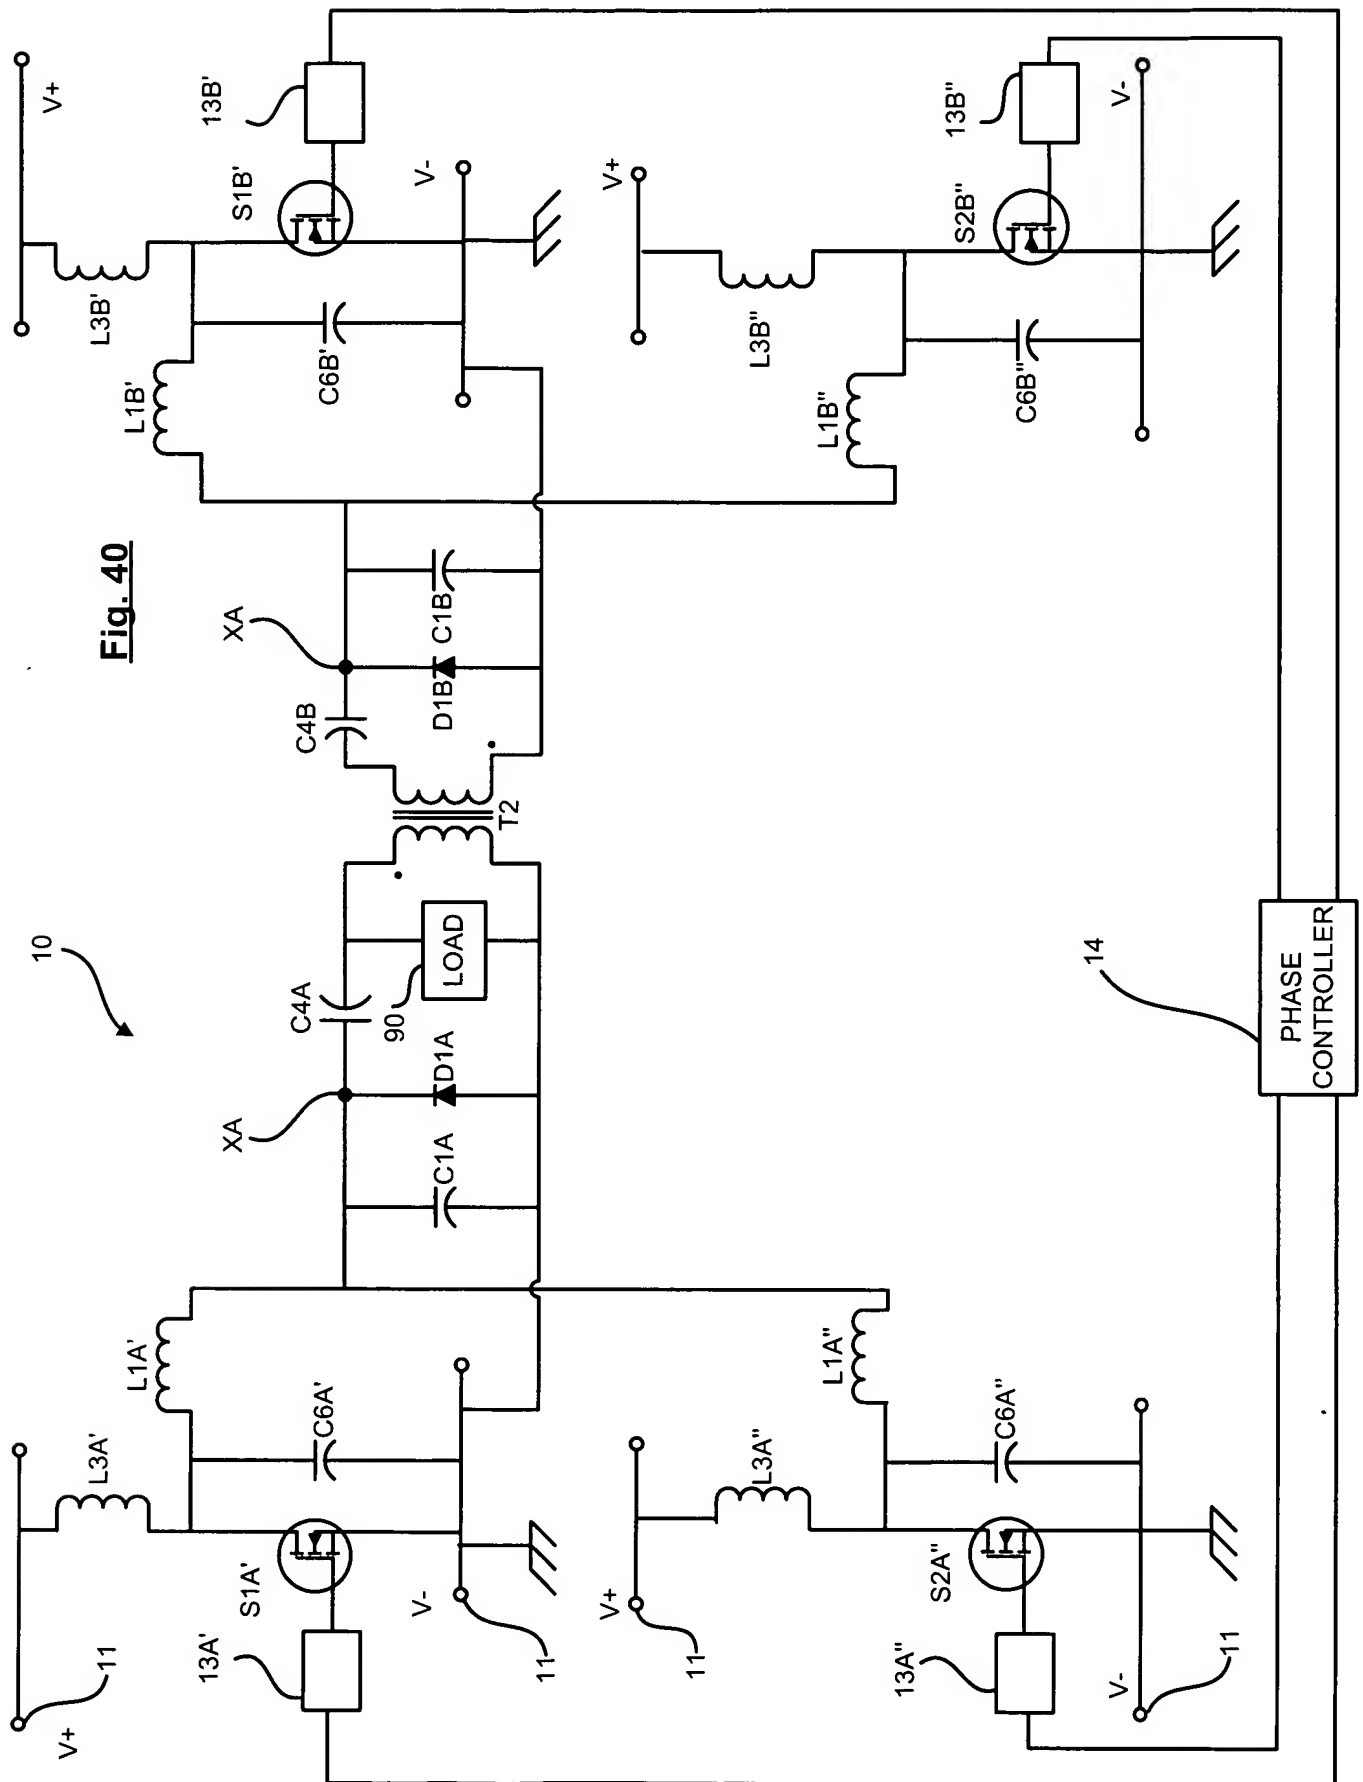 Fig. 40
10
V+
11
L3A'
L1A'
S1A'
13A'
C6A'
V-
11
V+
11
L3A"
L1A"
S2A"
13A"
C6A"
V-
11
XA
C4A
C1A
D1A
90
LOAD
T2
C4B
XA
D1B
C1B
L1B'
L3B'
V+
C6B'
S1B'
13B'
V-
V+
L3B"
L1B"
C6B"
S2B"
13B"
V-
14
PHASE
CONTROLLER